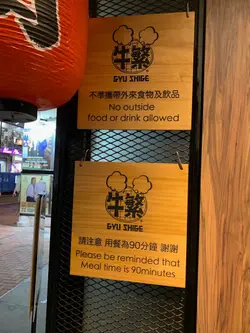 牛繁
GYU SHIGE
不準攜帶外來食物及飲品
No outside
food or drink allowed
牛繁
GYU SHIGE
請注意 用餐為90分鐘 謝謝
Please be reminded that
Meal time is 90minutes